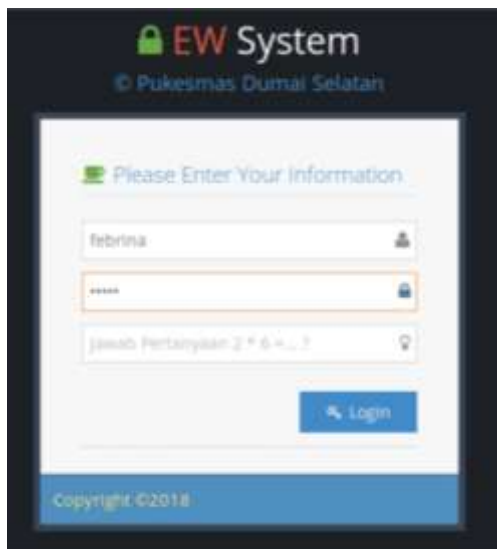 EW System
© Pukesmas Dumai Selatan
Please Enter Your Information
febrina
•••••
Jawab Pertanyaan 2 * 6 = ... ?
Login
Copyright ©2018